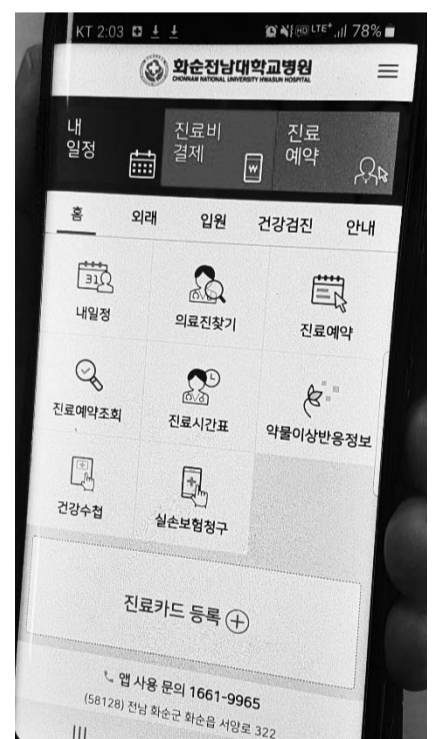 KT 2:03 HD LTE+ 78%
화순전남대학교병원
CHONNAM NATIONAL UNIVERSITY HWASUN HOSPITAL
내
일정
진료비
결제
진료
예약
홈 외래 입원 건강검진 안내
31
내일정 의료진찾기 진료예약
진료예약조회 진료시간표 약물이상반응정보
건강수첩 실손보험청구
진료카드 등록
앱 사용 문의 1661-9965
(58128) 전남 화순군 화순읍 서양로 322